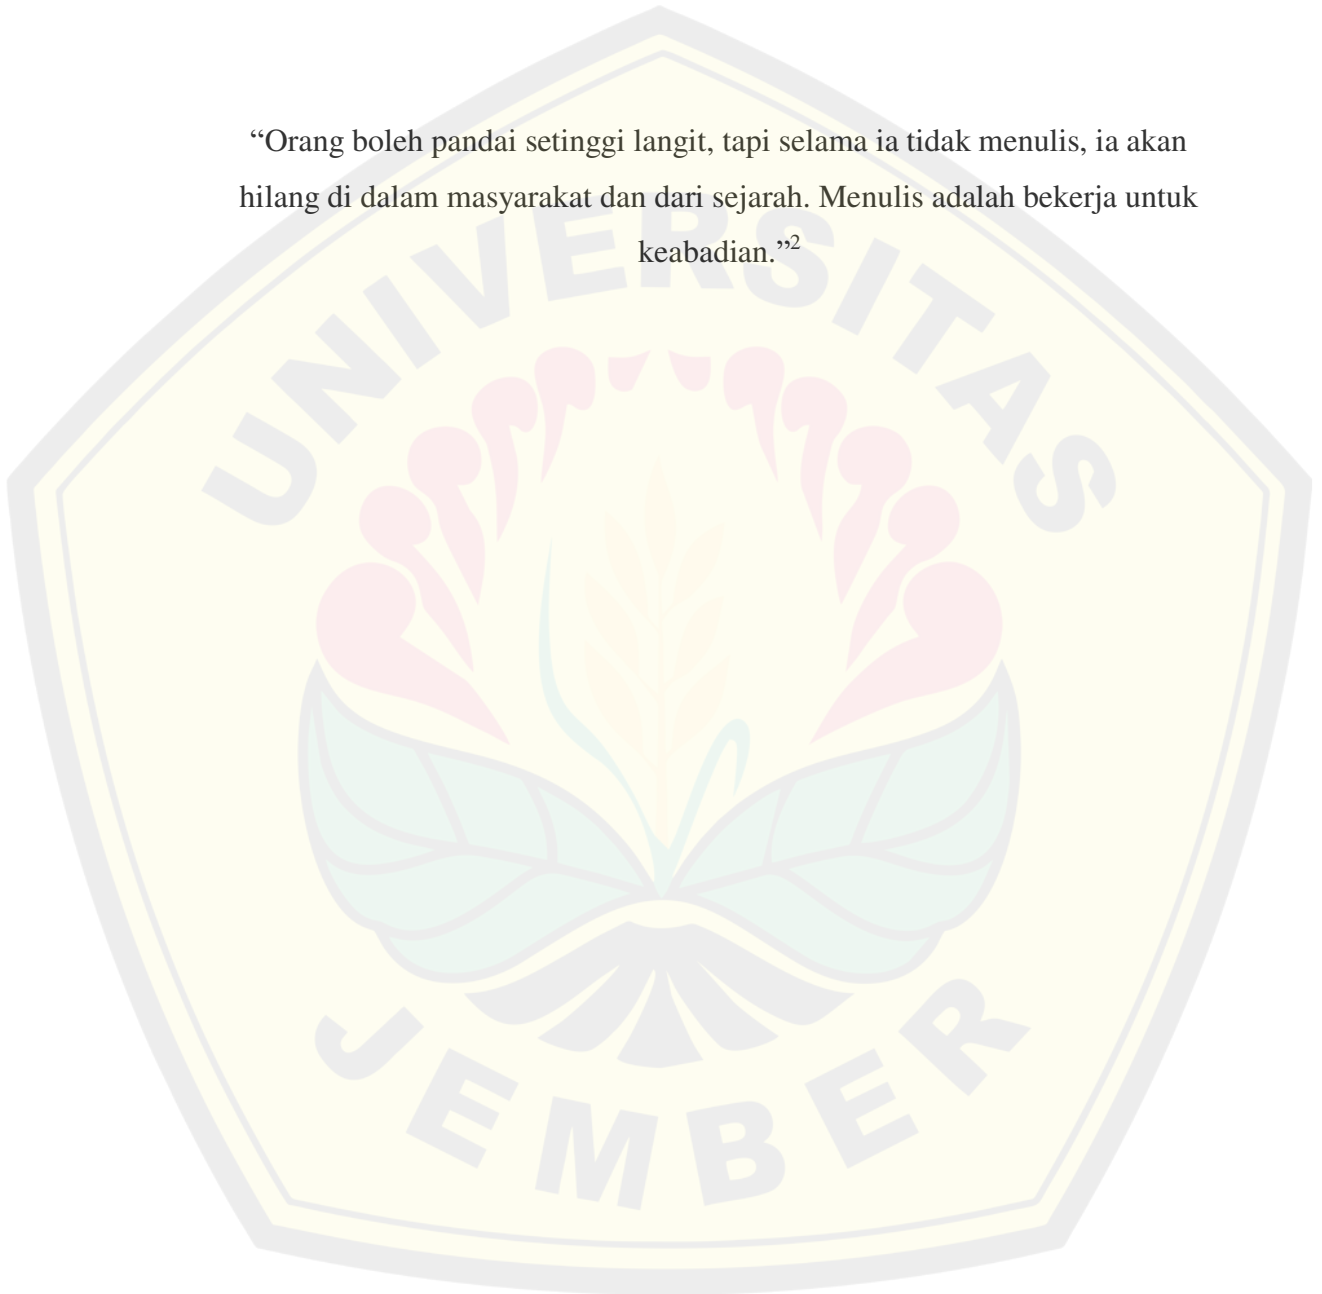 “Orang boleh pandai setinggi langit, tapi selama ia tidak menulis, ia akan
hilang di dalam masyarakat dan dari sejarah. Menulis adalah bekerja untuk
keabadian.”²
UNIVERSITAS
JEMBER